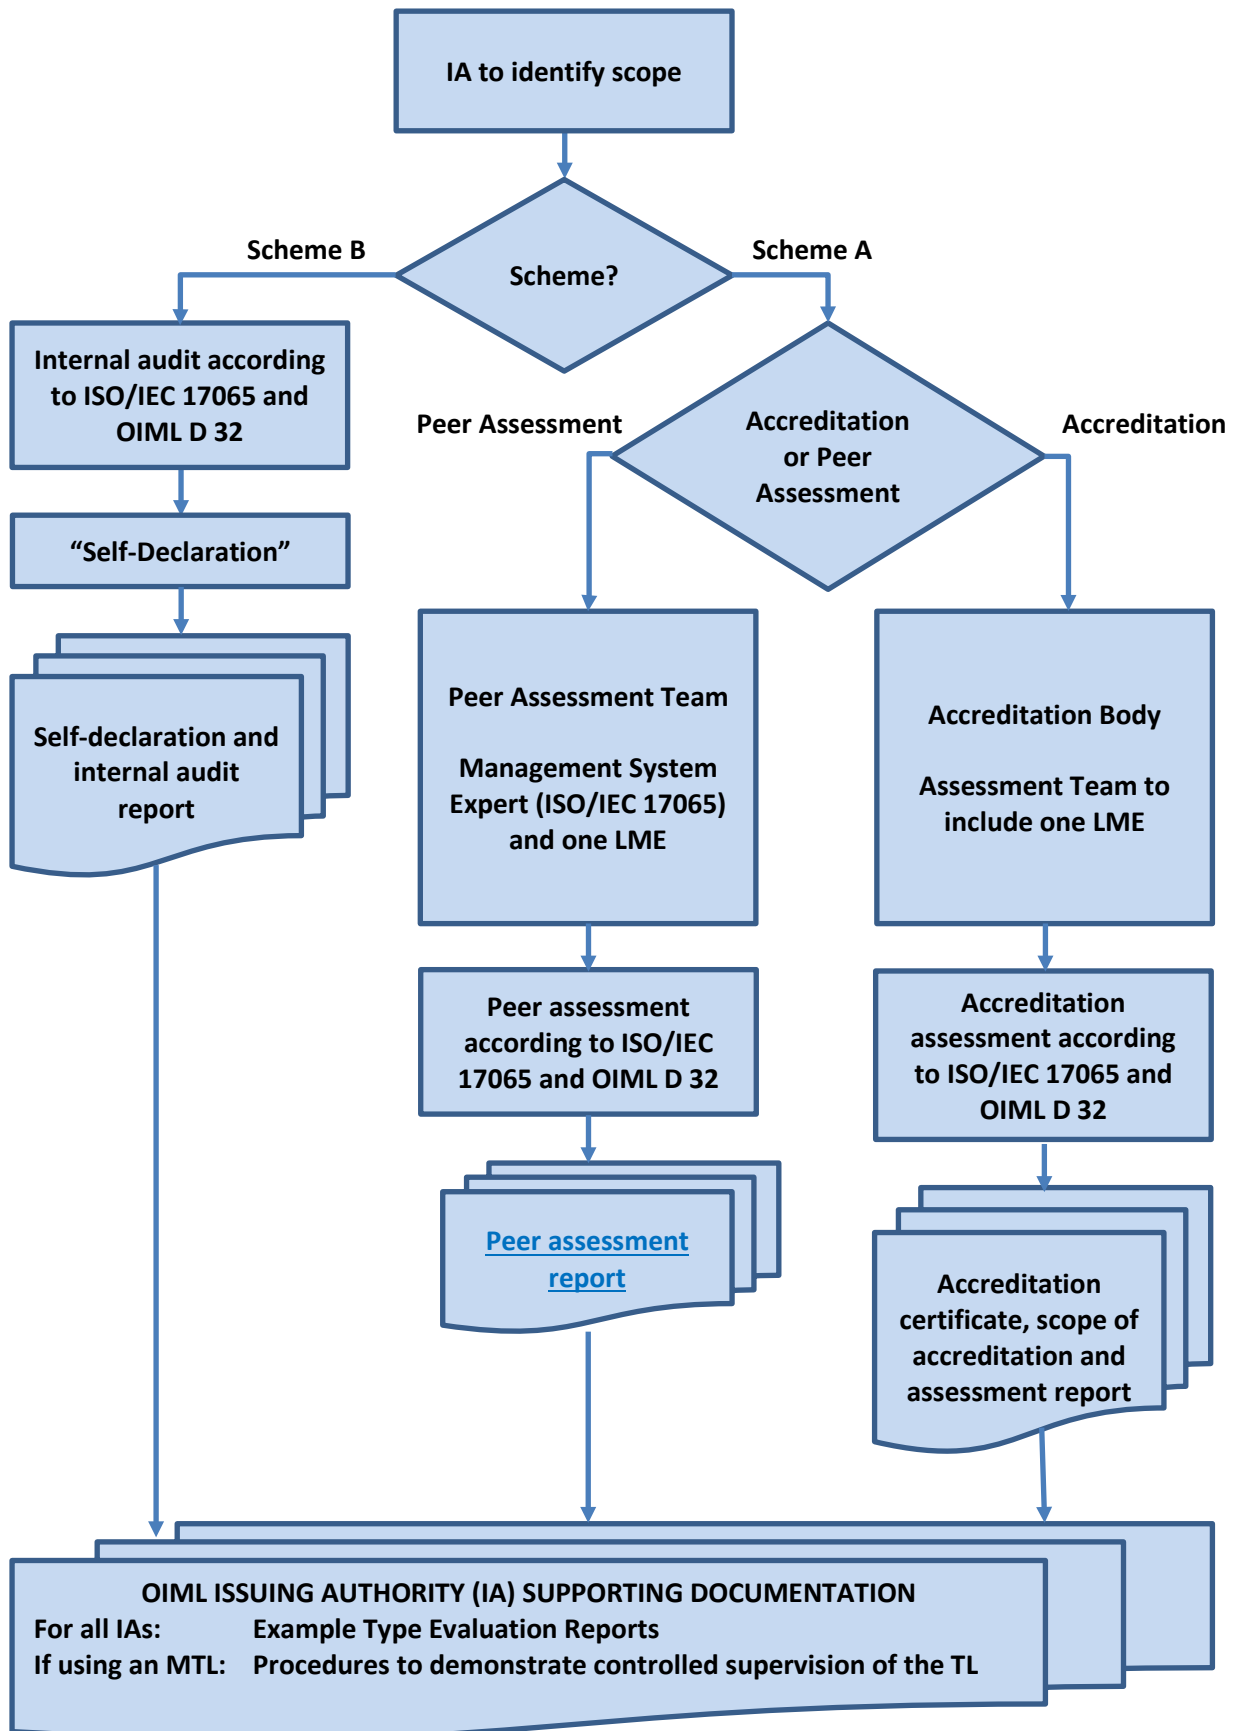 IA to identify scope
Scheme B
Scheme A
Scheme?
Internal audit according
to ISO/IEC 17065 and
OIML D 32
Peer Assessment
Accreditation
or Peer
Assessment
Accreditation
“Self-Declaration”
Self-declaration and
internal audit
report
Peer Assessment Team
Management System
Expert (ISO/IEC 17065)
and one LME
Accreditation Body
Assessment Team to
include one LME
Peer assessment
according to ISO/IEC
17065 and OIML D 32
Accreditation
assessment according
to ISO/IEC 17065 and
OIML D 32
Peer assessment
report
Accreditation
certificate, scope of
accreditation and
assessment report
OIML ISSUING AUTHORITY (IA) SUPPORTING DOCUMENTATION
For all IAs: Example Type Evaluation Reports
If using an MTL: Procedures to demonstrate controlled supervision of the TL